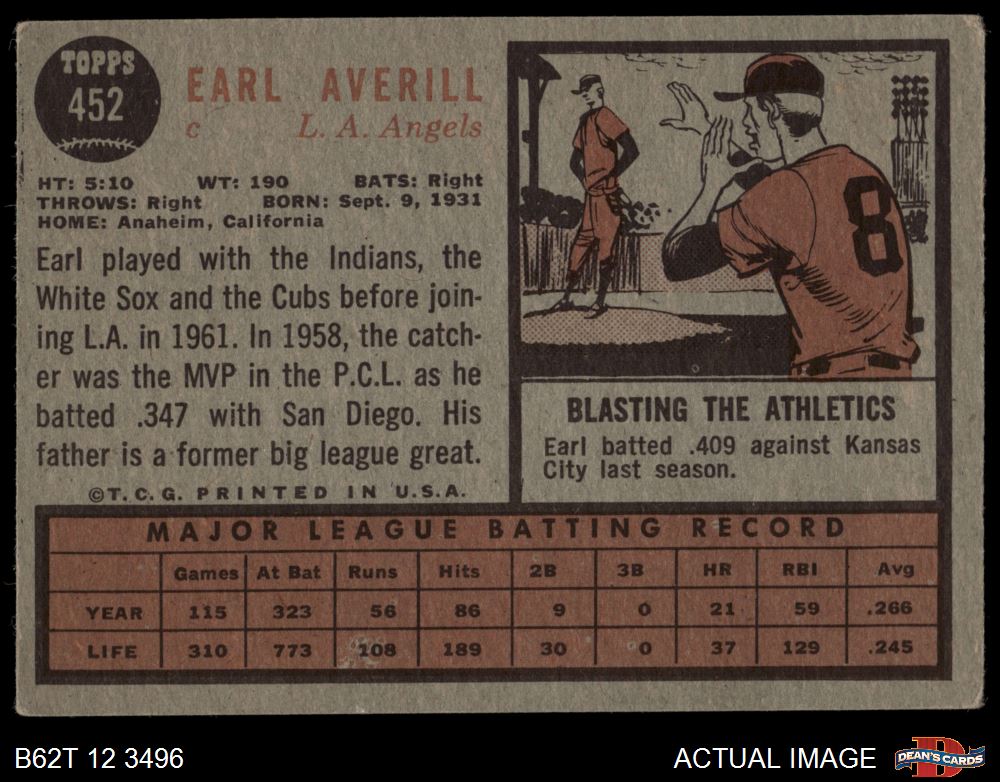 TOPPS
452
EARL AVERILL
C L. A. Angels
HT: 5:10 WT: 190 BATS: Right
THROWS: Right BORN: Sept. 9, 1931
HOME: Anaheim, California
Earl played with the Indians, the
White Sox and the Cubs before join-
ing L.A. in 1961. In 1958, the catch-
er was the MVP in the P.C.L. as he
batted .347 with San Diego. His
father is a former big league great.
©T.C.G. PRINTED IN U.S.A.
8
BLASTING THE ATHLETICS
Earl batted .409 against Kansas
City last season.
MAJOR LEAGUE BATTING RECORD
Games At Bat Runs Hits 2B 3B HR RBI Avg
YEAR 115 323 56 86 9 0 21 59 .266
LIFE 310 773 108 189 30 0 37 129 .245
B62T 12 3496
ACTUAL IMAGE
D
DEAN'S CARDS